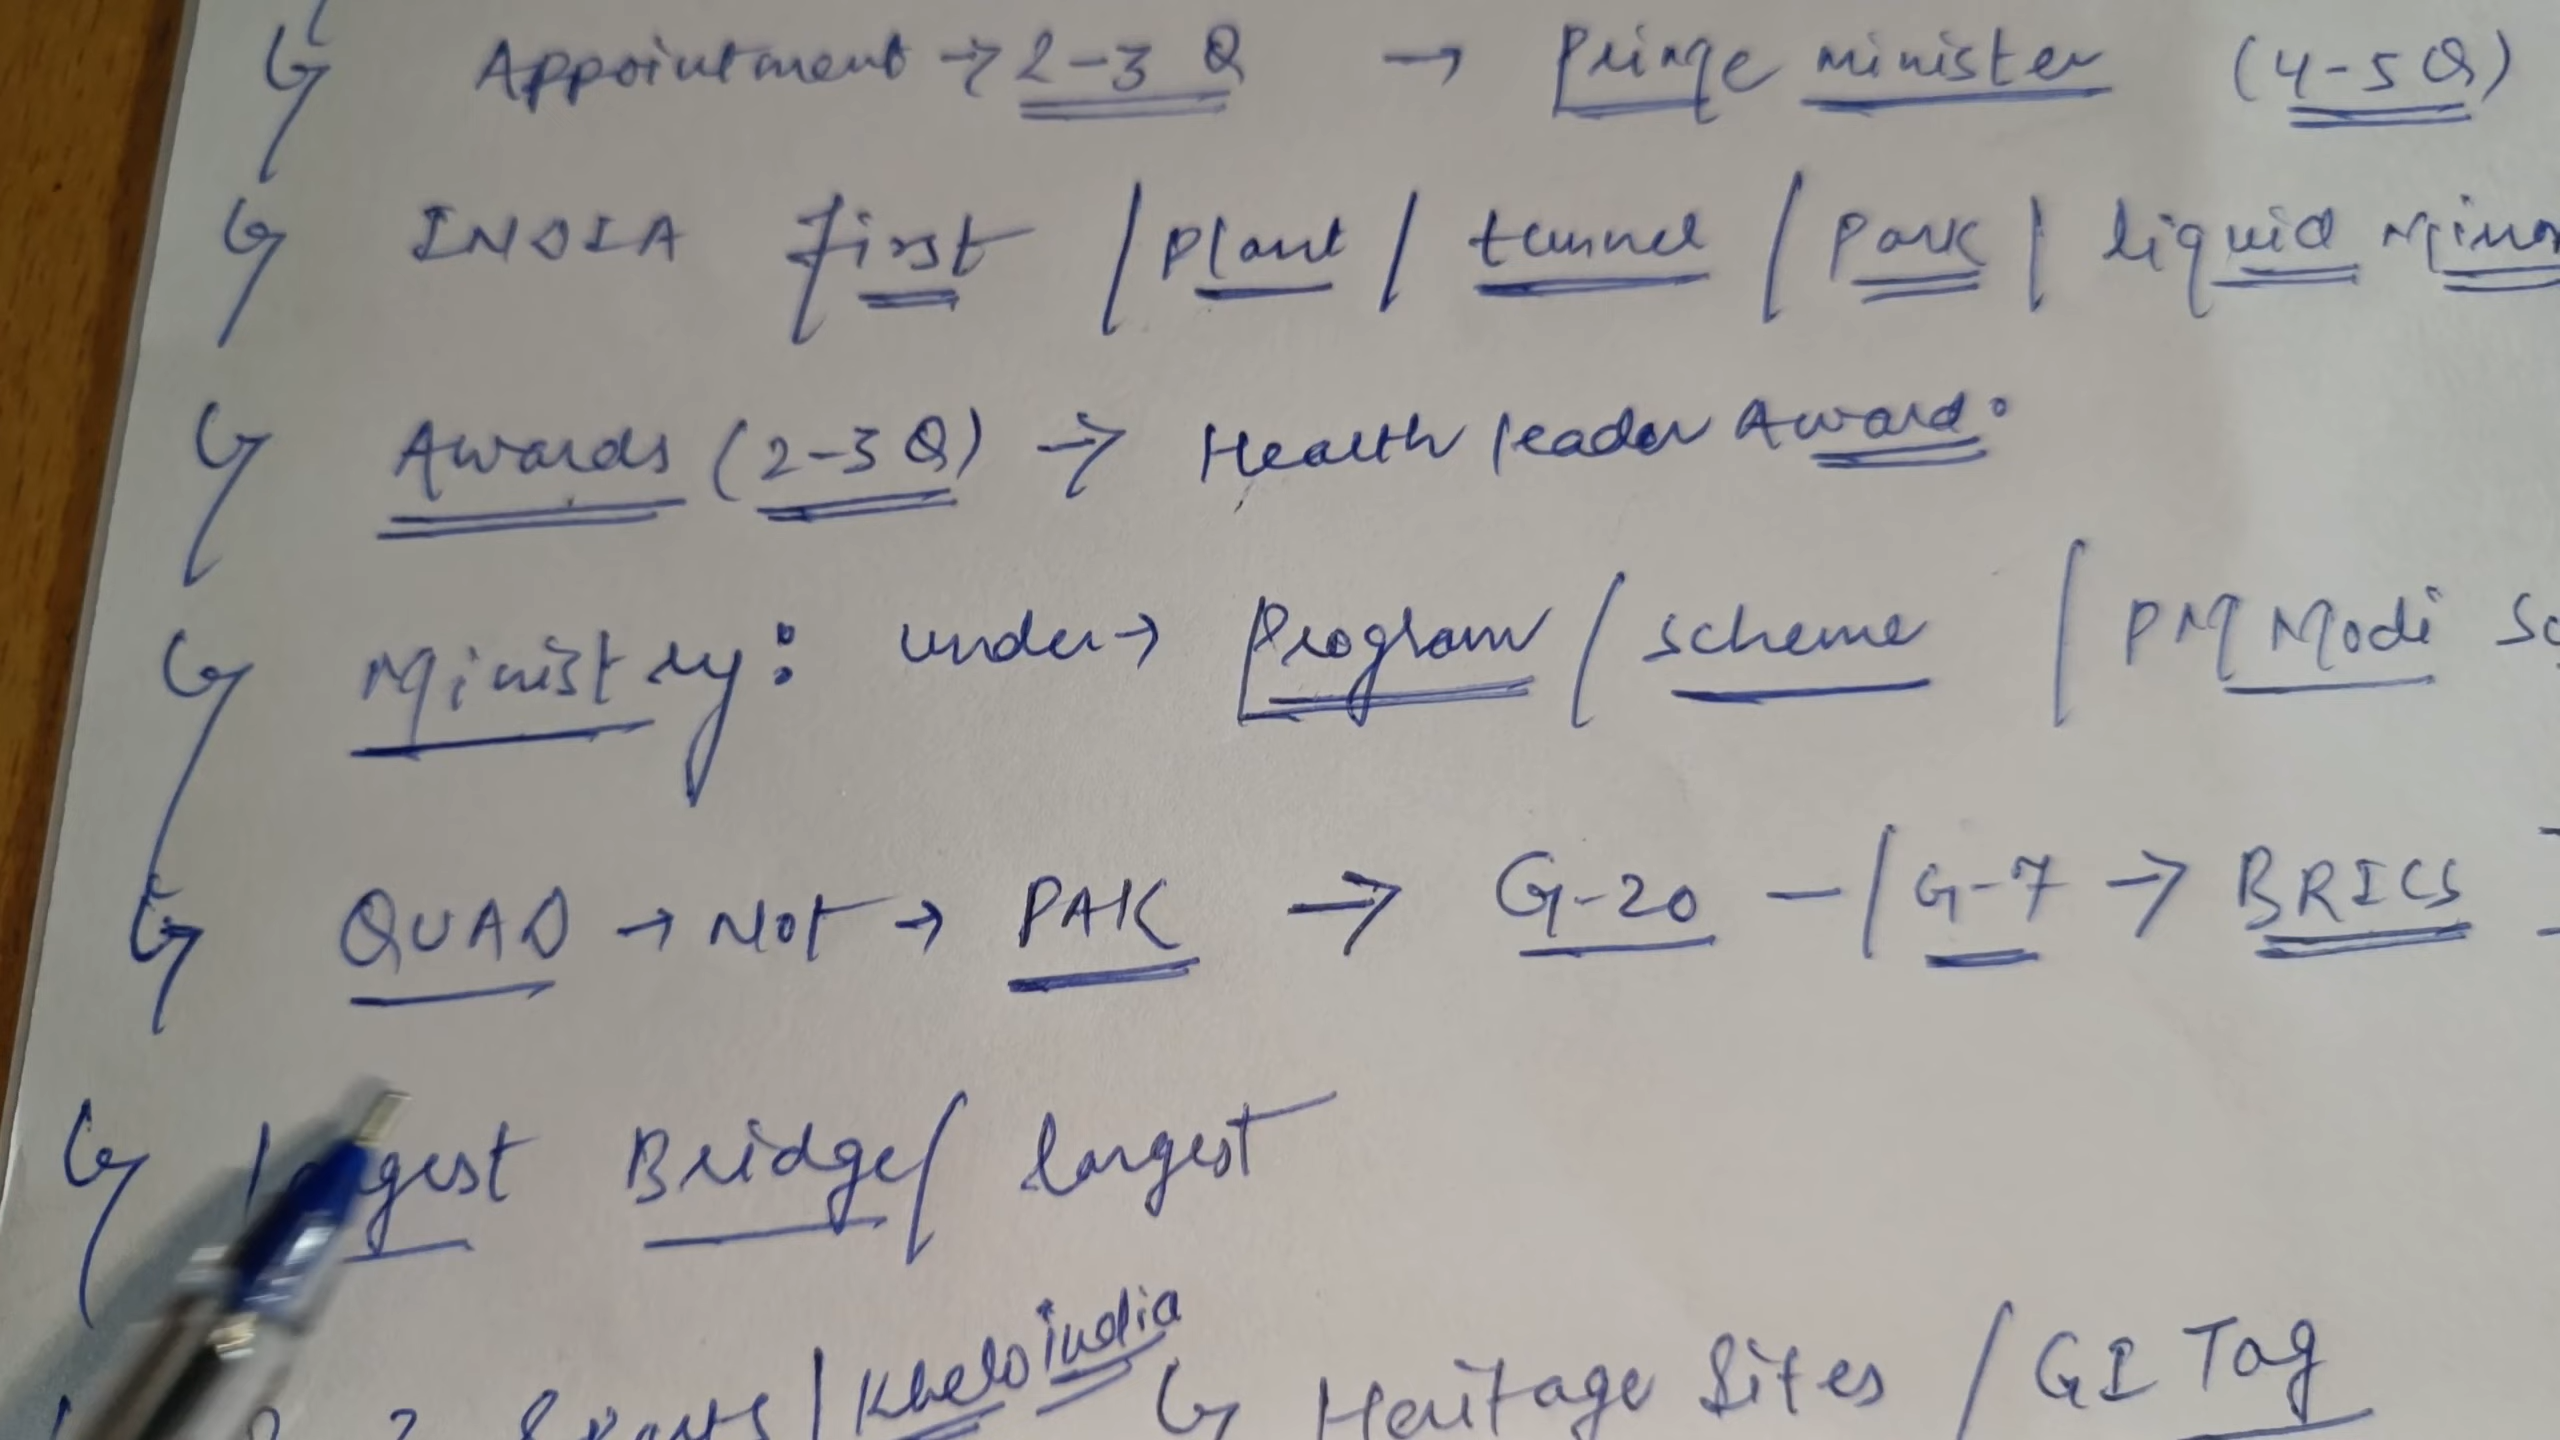 Appointment → 2-3 Q → Prime minister (4-5 Q)
INDIA first / Plant / tunnel / Park / liquid
Awards (2-3 Q) → Health leader Award:
Ministry: under → Program / scheme / PM Modi
QUAD → Not → PAK → G-20 - / G-7 → BRICS
largest Bridge / largest
Sports / Khelo india Heritage Sites / GI Tag